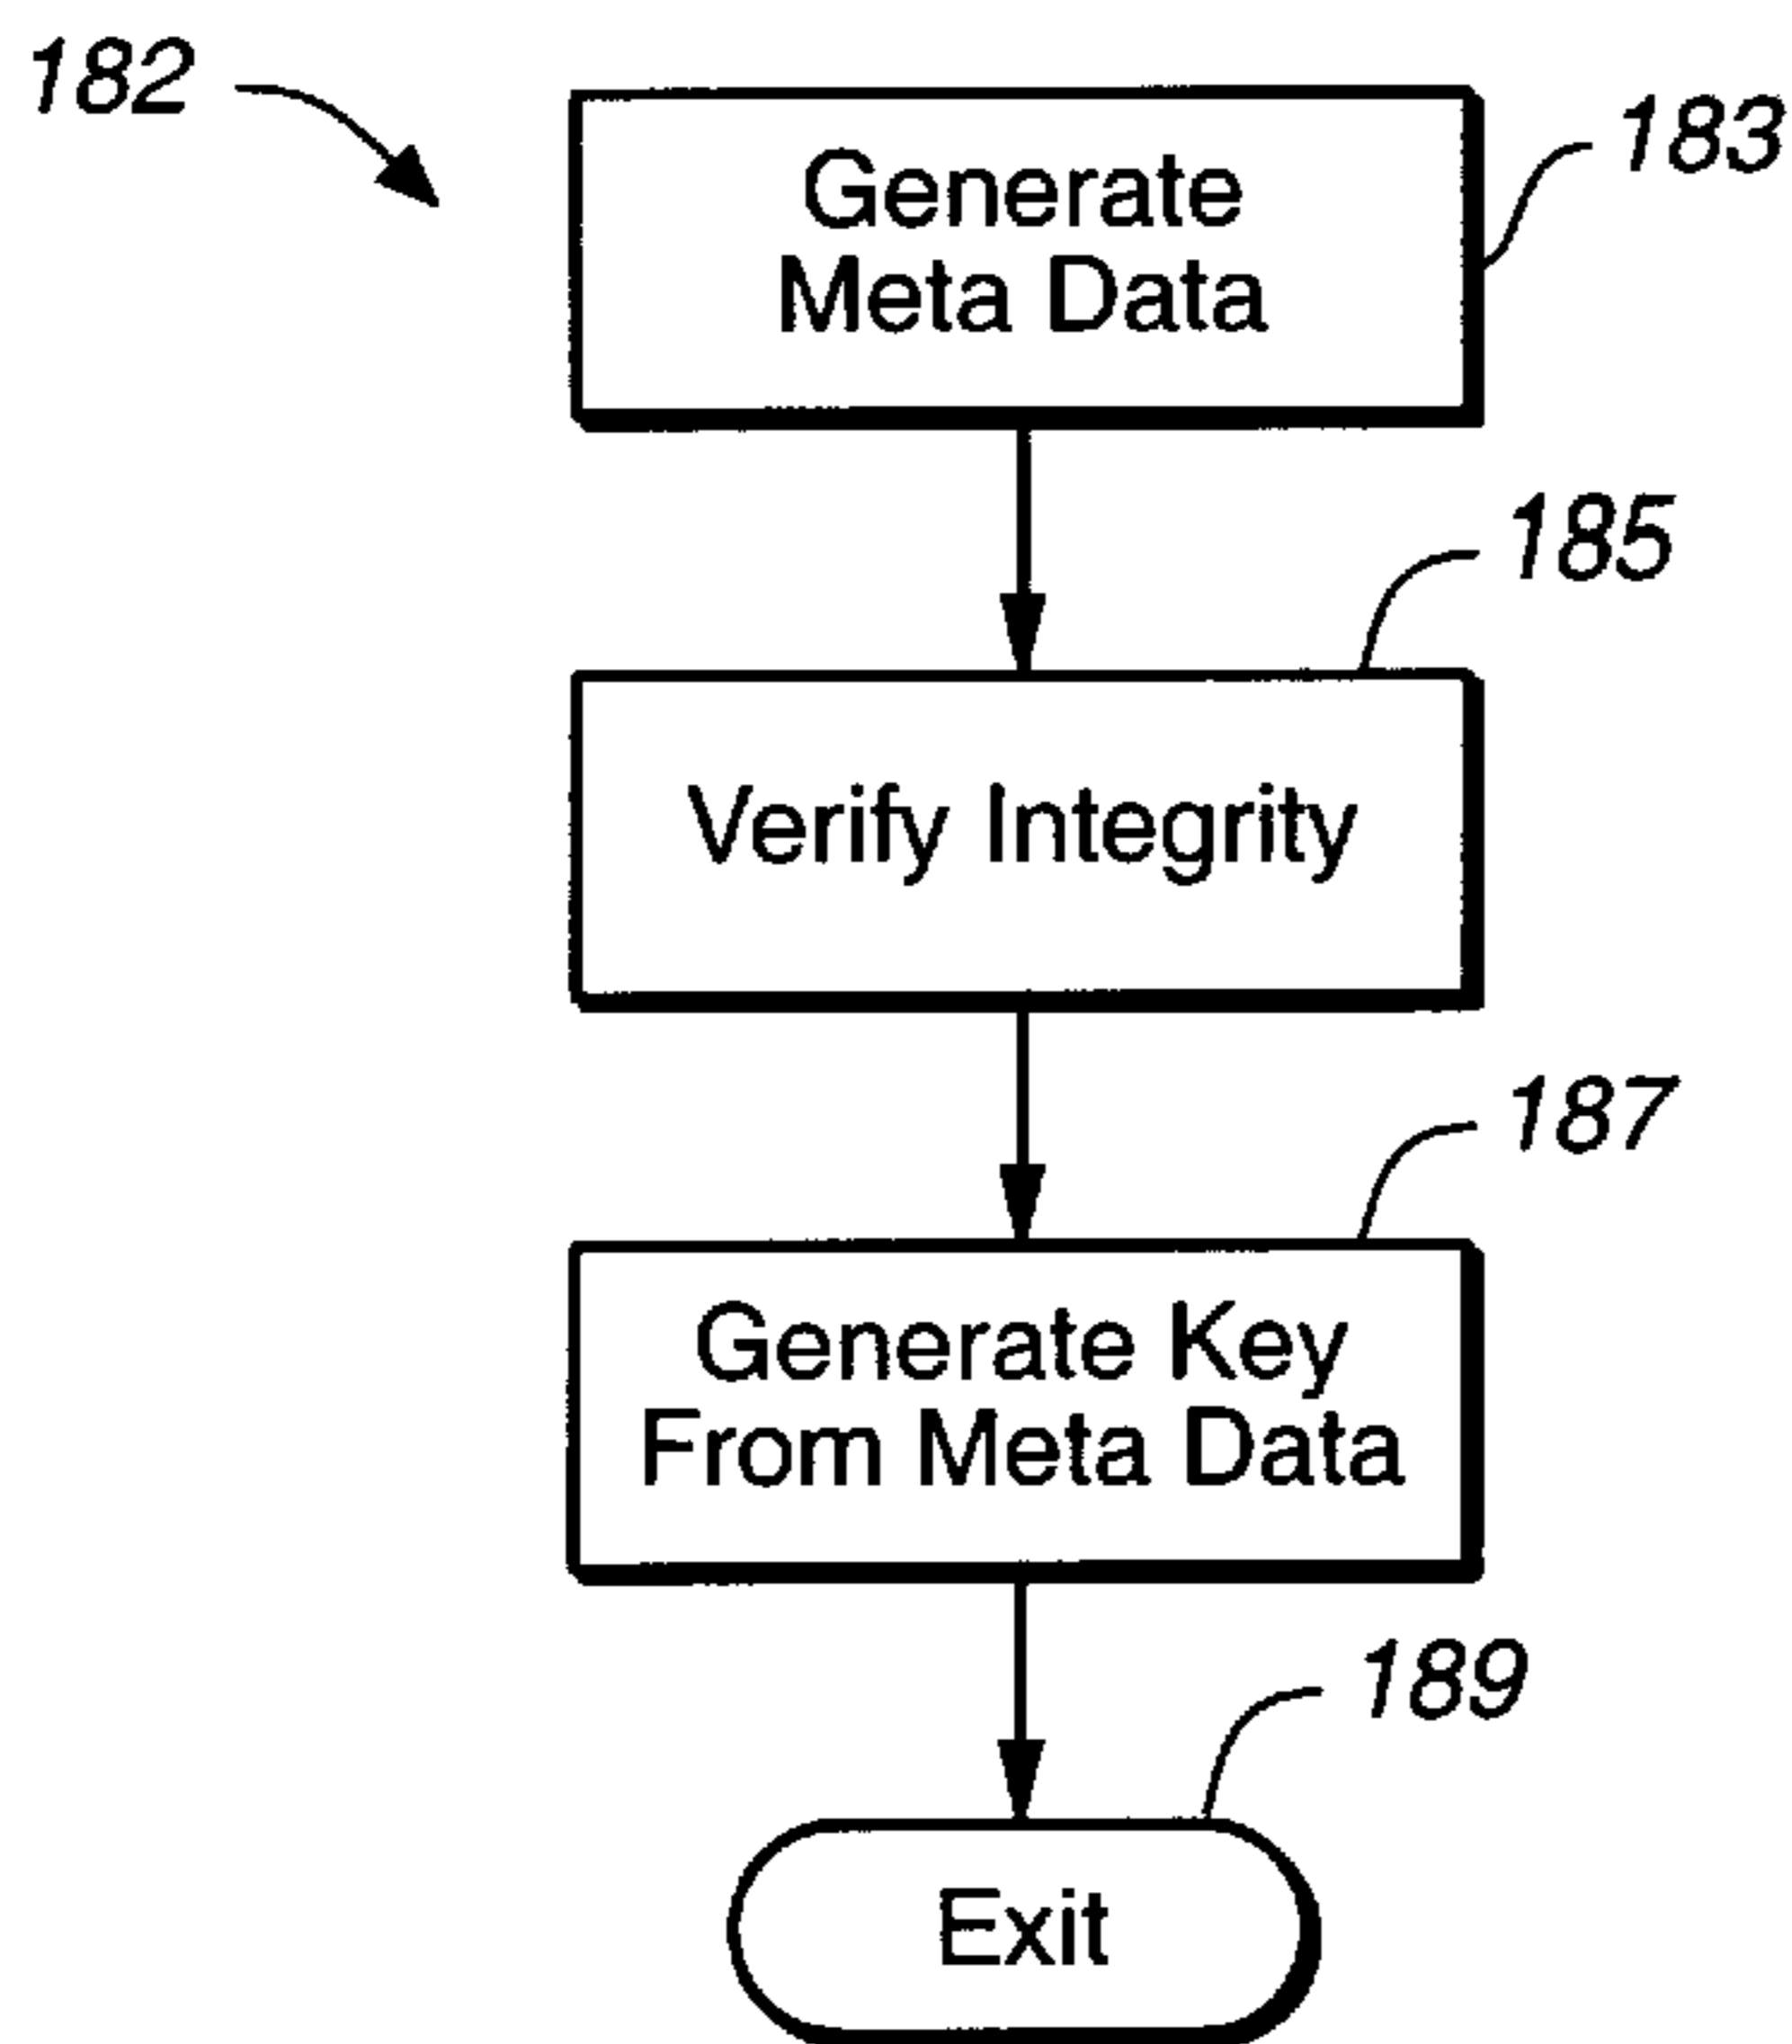 182
183
Generate
Meta Data
185
Verify Integrity
187
Generate Key
From Meta Data
189
Exit